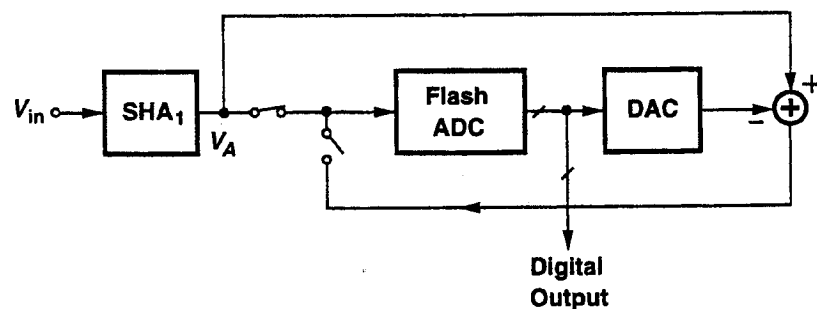 V_in
SHA_1
V_A
Flash
ADC
DAC
+
+
−
Digital
Output